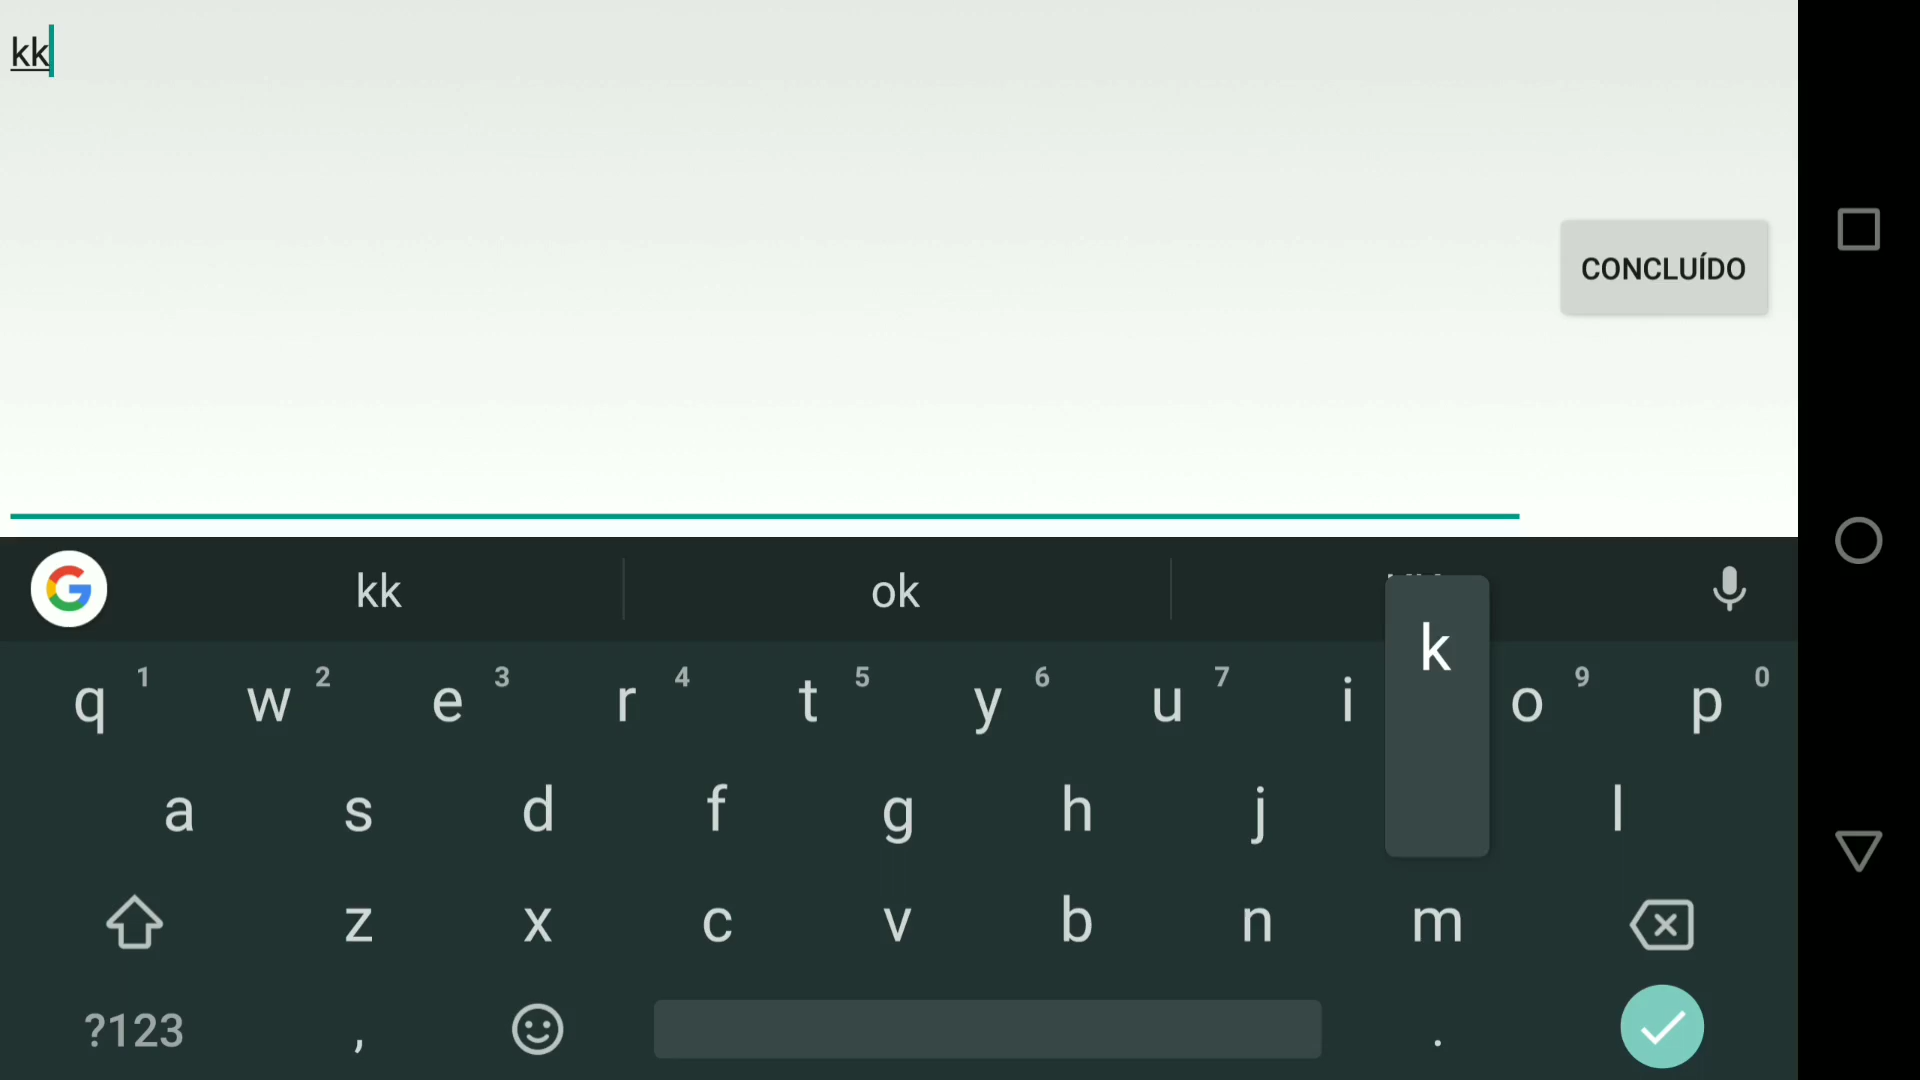 kk
CONCLUÍDO
kk ok
q 1 w 2 e 3 r 4 t 5 y 6 u 7 i k o 9 p 0
a s d f g h j l
z x c v b n m
?123 , .